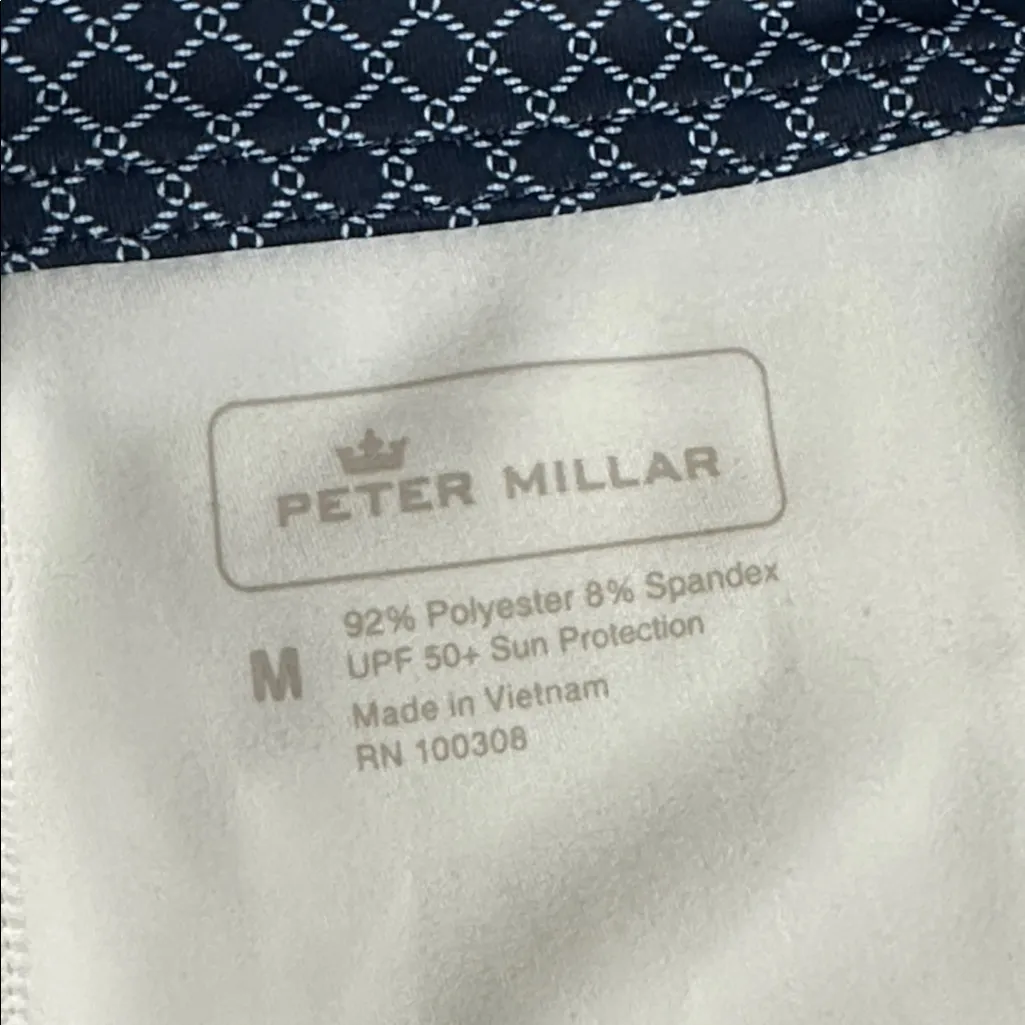 PETER MILLAR
M
92% Polyester 8% Spandex
UPF 50+ Sun Protection
Made in Vietnam
RN 100308